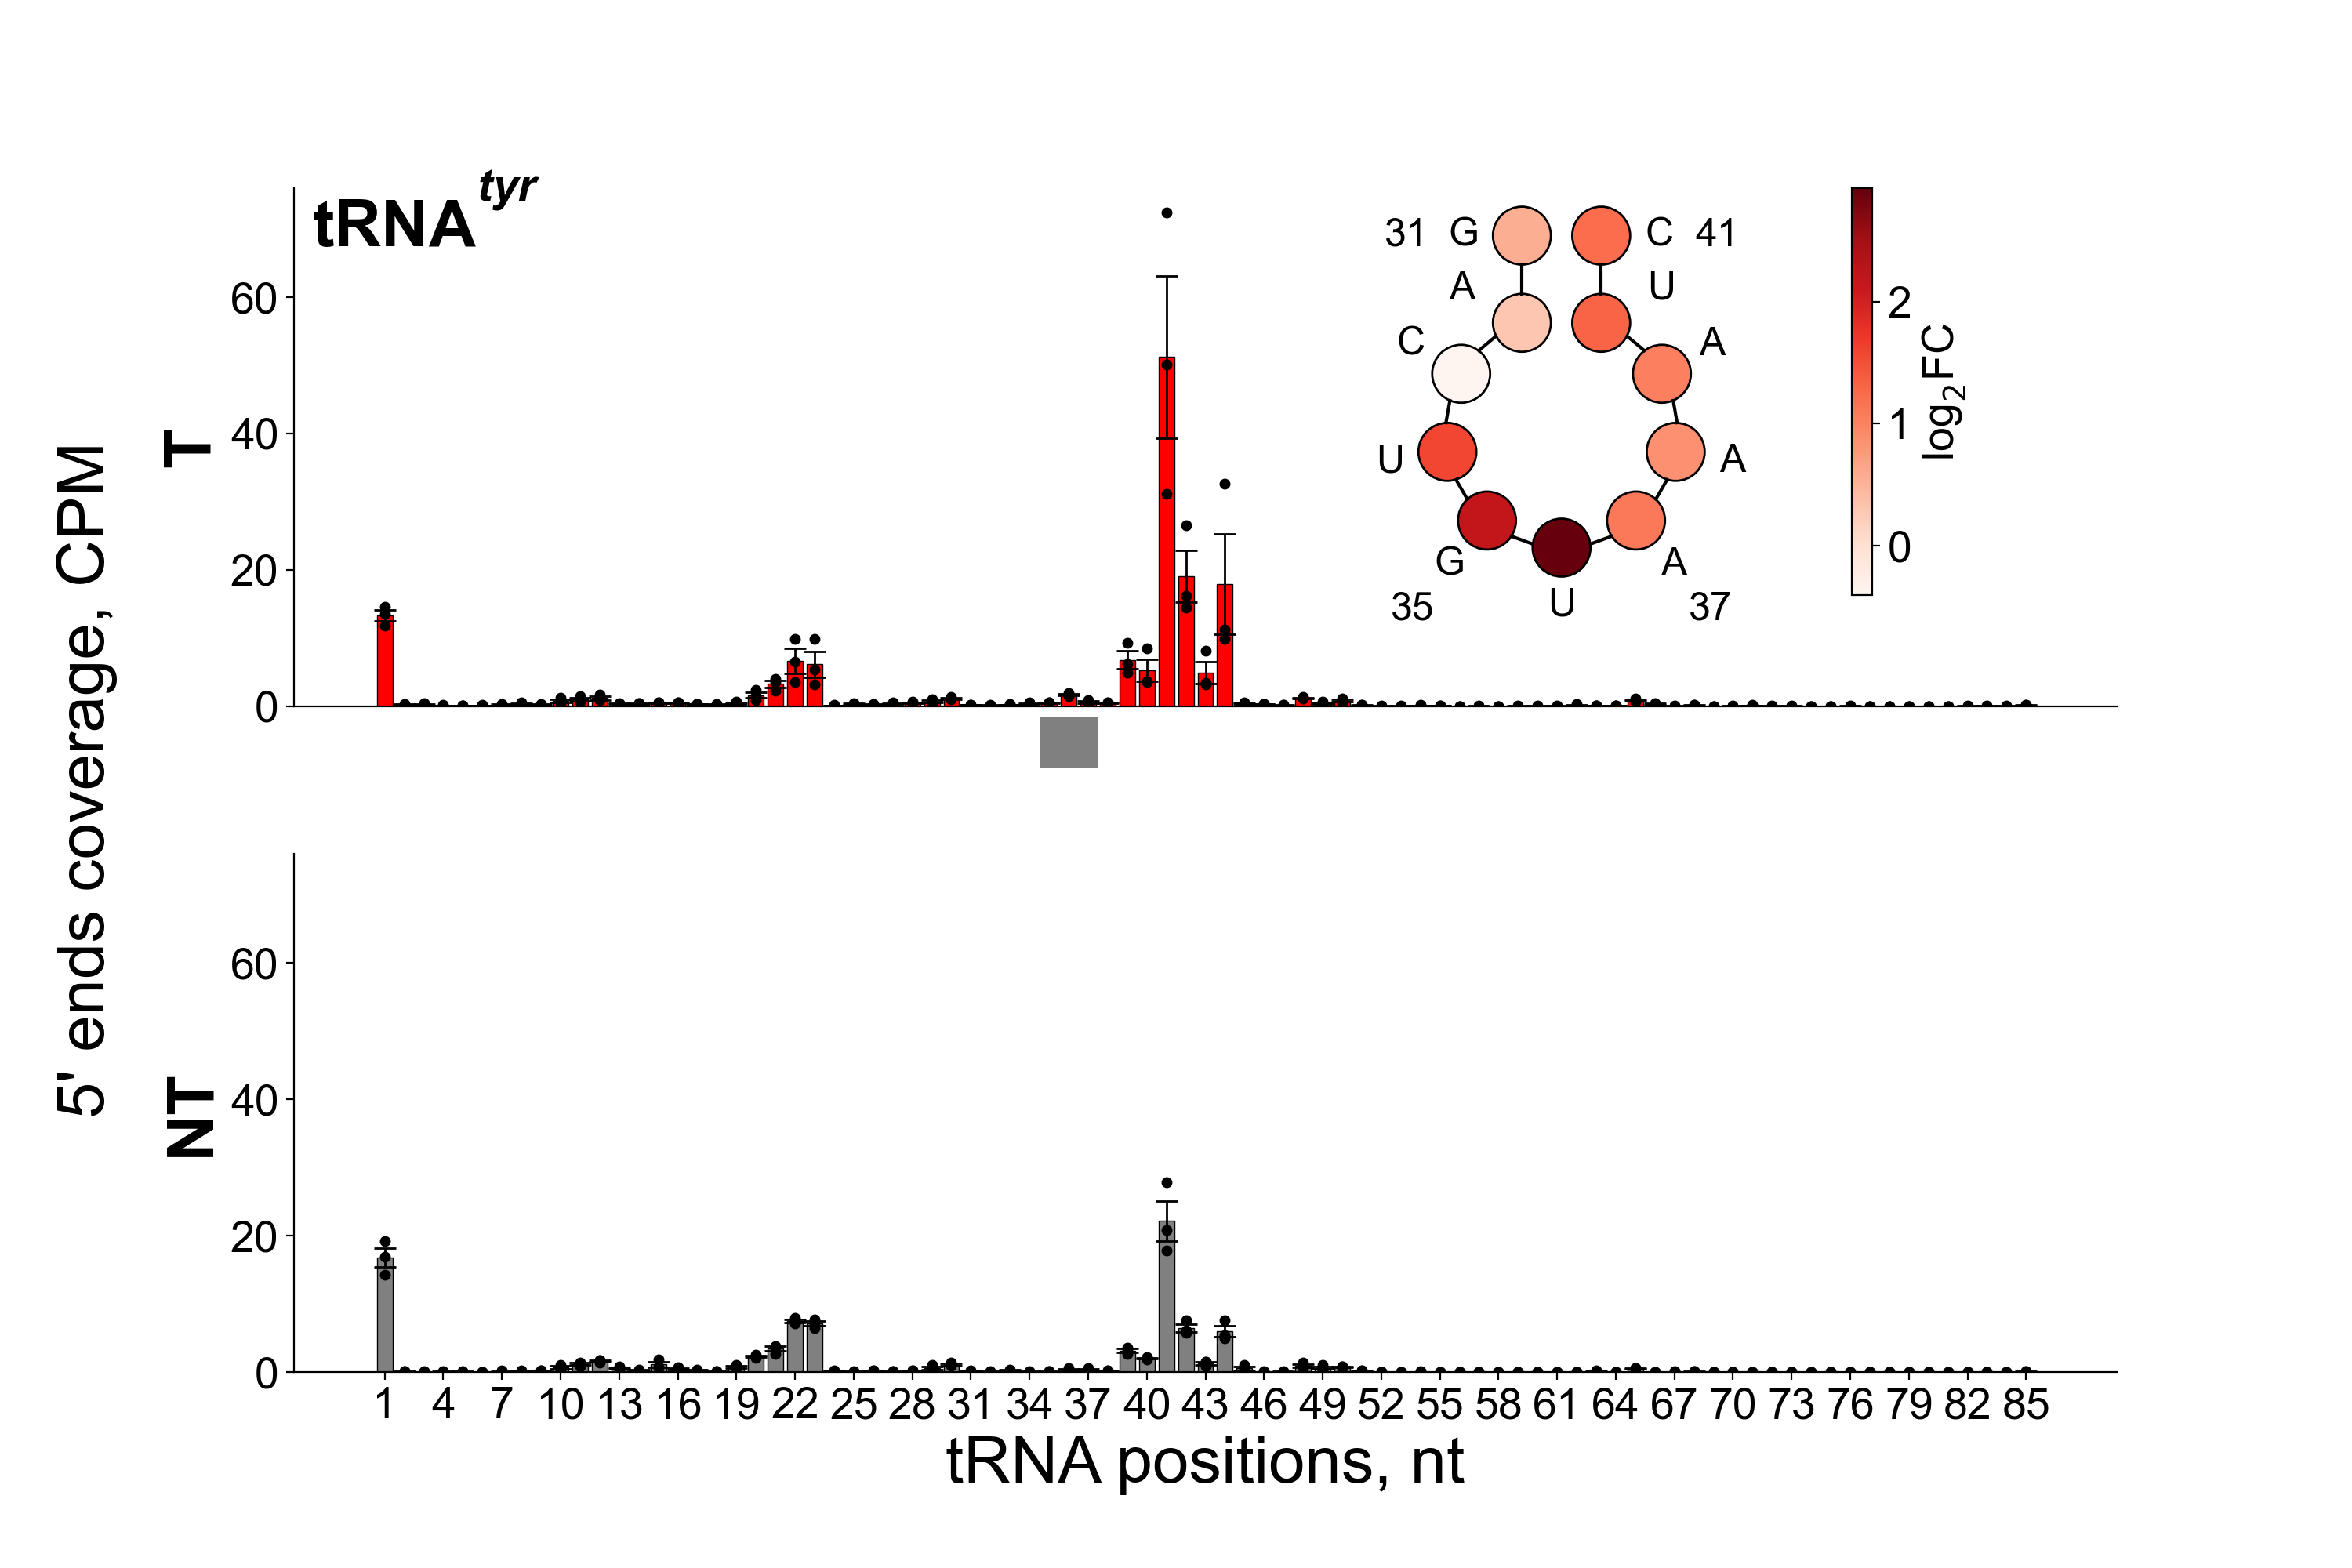 tRNA^tyr
5' ends coverage, CPM
T
60
40
20
0
31 G C 41
A U
C A
U A
G A
35 U 37
2
1
0
log₂FC
NT
60
40
20
0
1 4 7 10 13 16 19 22 25 28 31 34 37 40 43 46 49 52 55 58 61 64 67 70 73 76 79 82 85
tRNA positions, nt